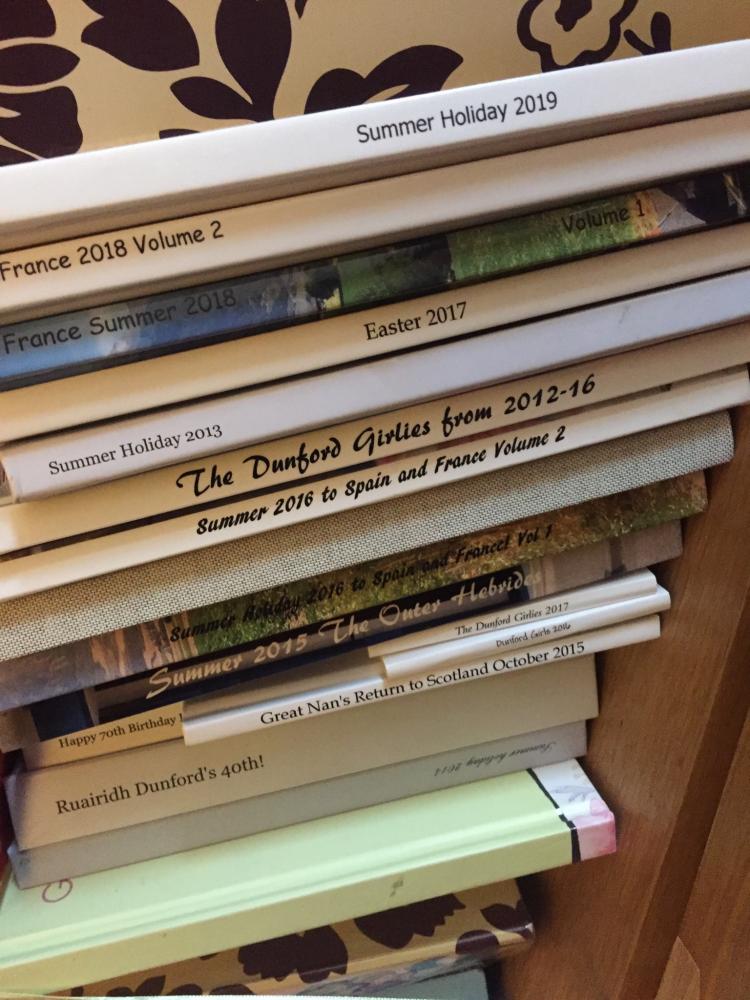 Summer Holiday 2019
France 2018 Volume 2
France Summer 2018 Volume 1
Easter 2017
Summer Holiday 2013
The Dunford Girlies from 2012-16
Summer 2016 to Spain and France Volume 2
Summer Holiday 2016 to Spain and France! Vol 1
Summer 2015 The Outer Hebrides
The Dunford Girlies 2017
Dunford Girls 2016
Great Nan's Return to Scotland October 2015
Happy 70th Birthday
Ruairidh Dunford's 40th!
Summer holiday 2014
G